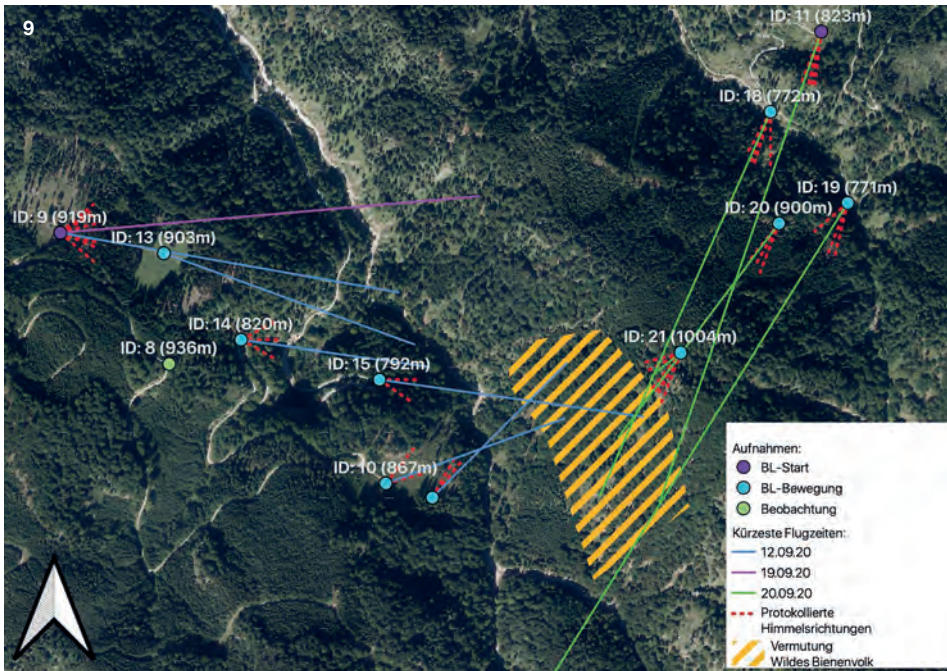 9
ID: 11 (823m)
ID: 18 (772m)
ID: 19 (771m)
ID: 9 (919m)
ID: 20 (900m)
ID: 13 (903m)
ID: 14 (820m)
ID: 21 (1004m)
ID: 8 (936m)
ID: 15 (792m)
ID: 10 (867m)
Aufnahmen:
BL-Start
BL-Bewegung
Beobachtung
Kürzeste Flugzeiten:
12.09.20
19.09.20
20.09.20
Protokollierte
Himmelsrichtungen
Vermutung
Wildes Bienenvolk